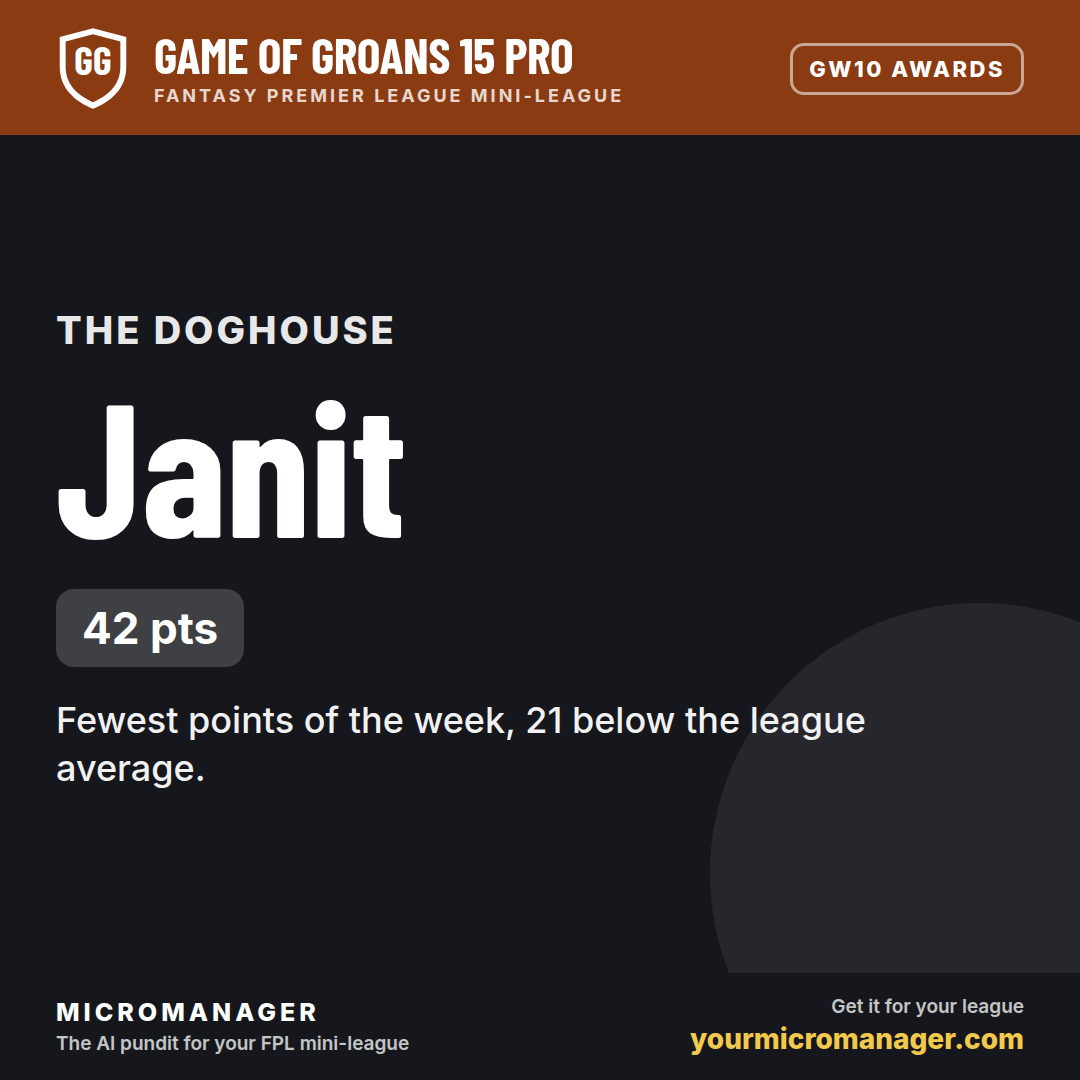 GG
GAME OF GROANS 15 PRO
FANTASY PREMIER LEAGUE MINI-LEAGUE
GW10 AWARDS
THE DOGHOUSE
Janit
42 pts
Fewest points of the week, 21 below the league
average.
MICROMANAGER
The AI pundit for your FPL mini-league
Get it for your league
yourmicromanager.com